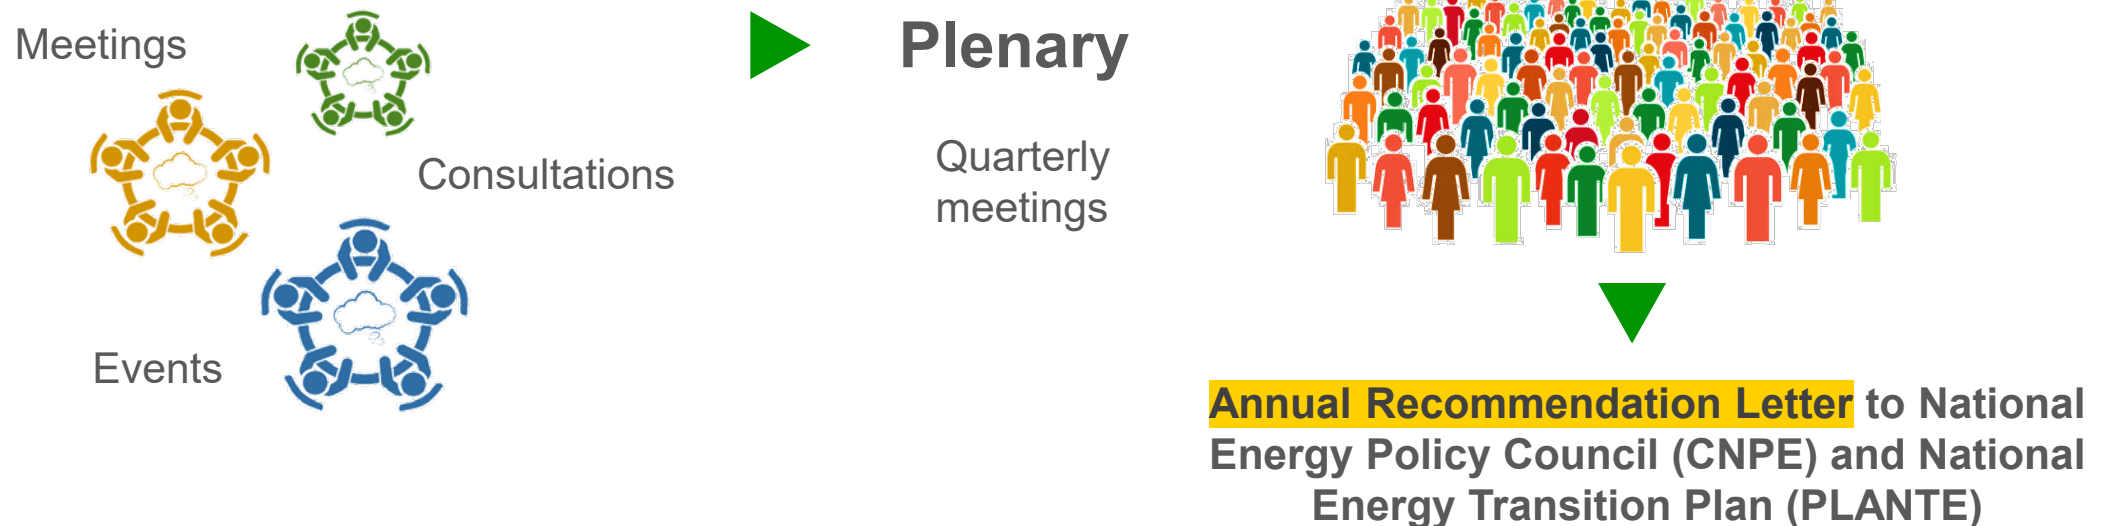 Meetings
Consultations
Events
Plenary
Quarterly
meetings
Annual Recommendation Letter to National
Energy Policy Council (CNPE) and National
Energy Transition Plan (PLANTE)